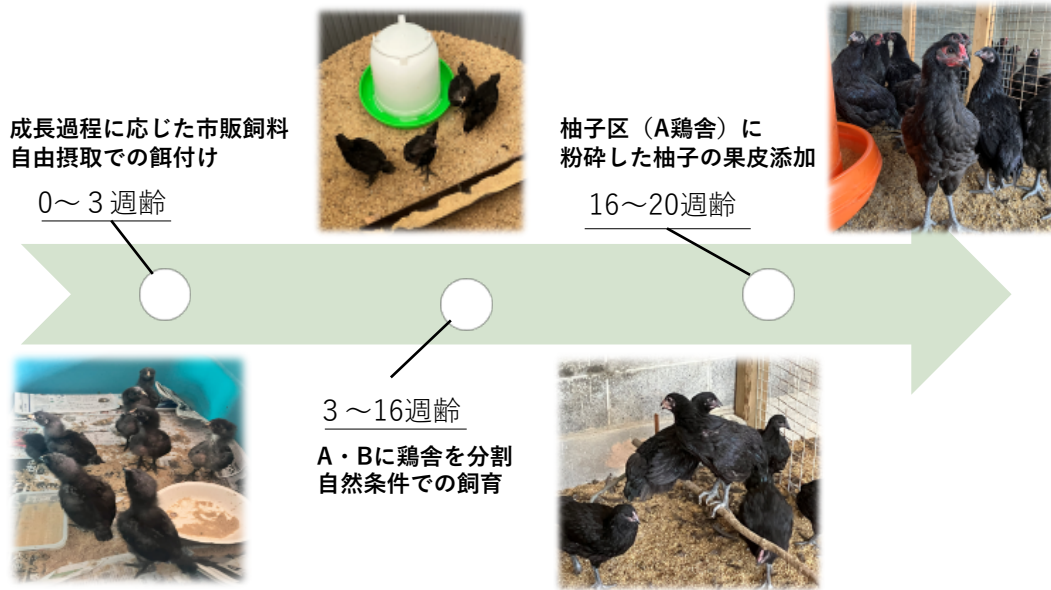 成長過程に応じた市販飼料
自由摂取での餌付け
0～３週齢
３～16週齢
A・Bに鶏舎を分割
自然条件での飼育
柚子区（A鶏舎）に
粉砕した柚子の果皮添加
16～20週齢